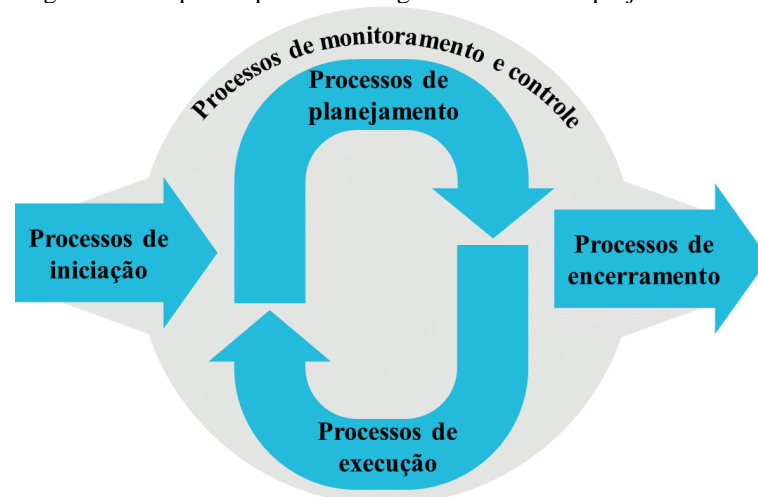 Processos de monitoramento e controle
Processos de
planejamento
Processos de
iniciação
Processos de
encerramento
Processos de
execução